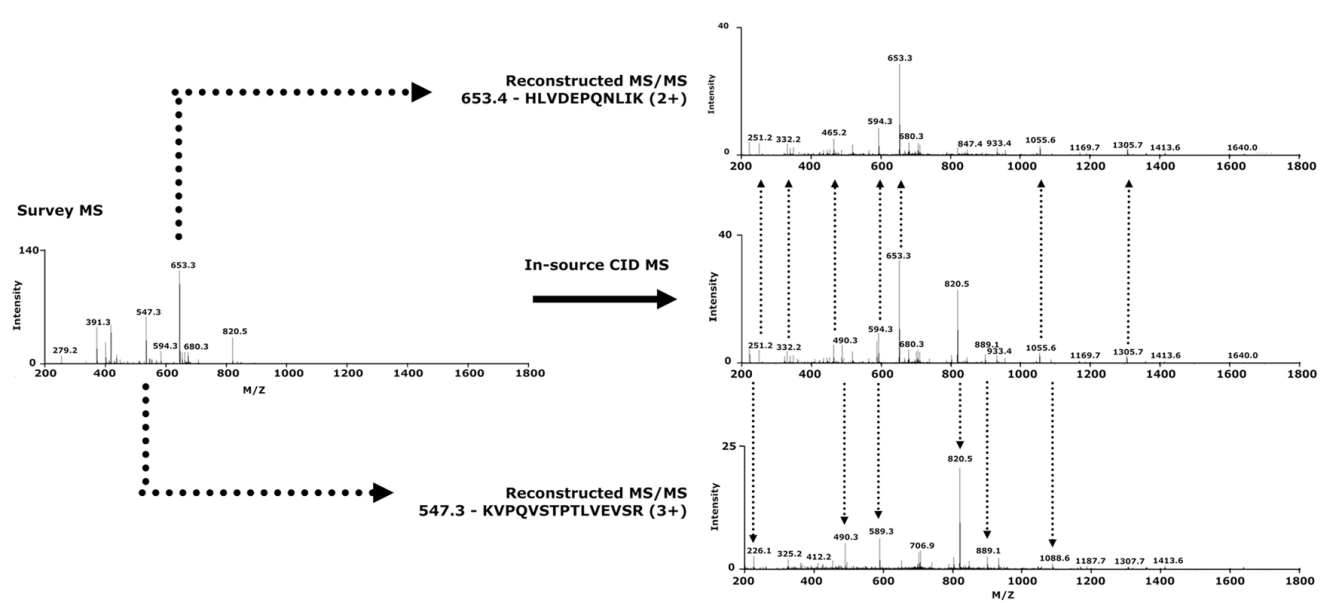 Reconstructed MS/MS
653.4 - HLVDEPQNLIK (2+)
40
Intensity
0
251.2 332.2 465.2 594.3 653.3 680.3 847.4 933.4 1055.6 1169.7 1305.7 1413.6 1640.0
200 400 600 800 1000 1200 1400 1600 1800
Survey MS
140
Intensity
0
279.2 391.3 547.3 594.3 653.3 680.3 820.5
200 400 600 800 1000 1200 1400 1600 1800
M/Z
In-source CID MS
40
Intensity
0
251.2 332.2 490.3 594.3 653.3 680.3 820.5 889.1 933.4 1055.6 1169.7 1305.7 1413.6 1640.0
200 400 600 800 1000 1200 1400 1600 1800
Reconstructed MS/MS
547.3 - KVPQVSTPTLVEVSR (3+)
25
Intensity
0
226.1 325.2 412.2 490.3 589.3 706.9 820.5 889.1 1088.6 1187.7 1307.7 1413.6
200 400 600 800 1000 1200 1400 1600 1800
M/Z